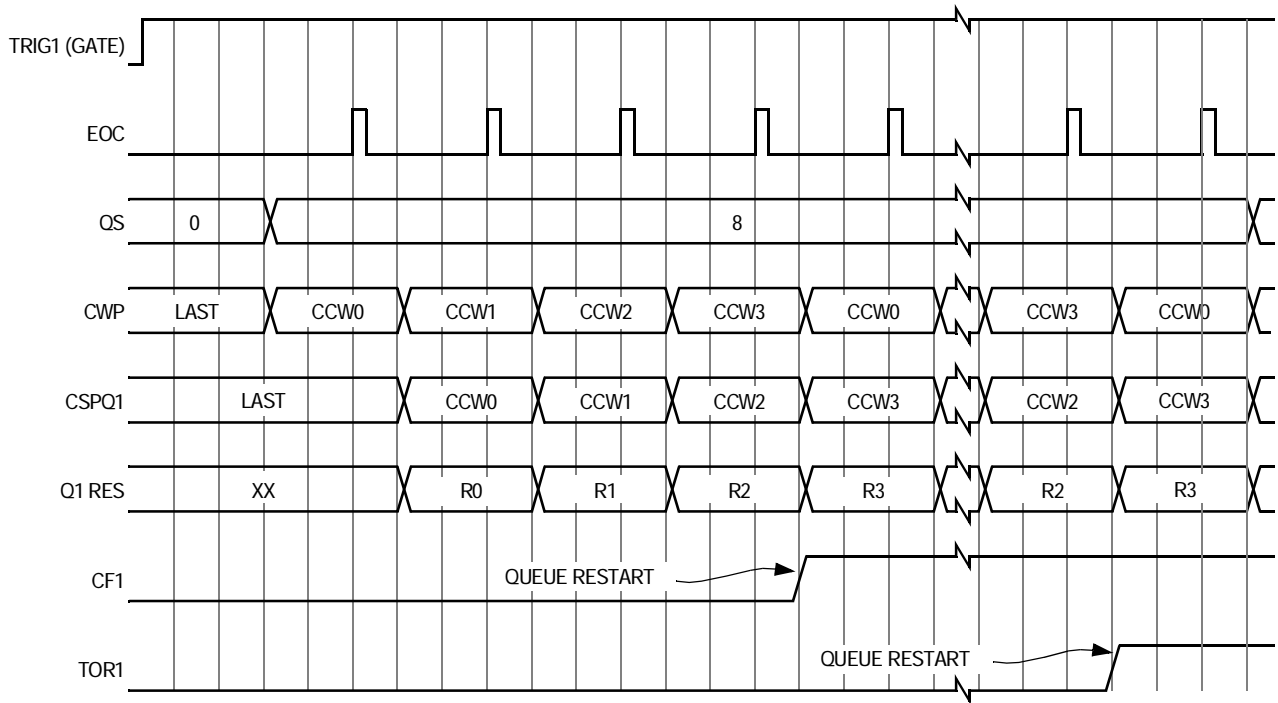 TRIG1 (GATE)
EOC
QS 0 8
CWP LAST CCW0 CCW1 CCW2 CCW3 CCW0 CCW3 CCW0
CSPQ1 LAST CCW0 CCW1 CCW2 CCW3 CCW2 CCW3
Q1 RES XX R0 R1 R2 R3 R2 R3
CF1 QUEUE RESTART
TOR1 QUEUE RESTART